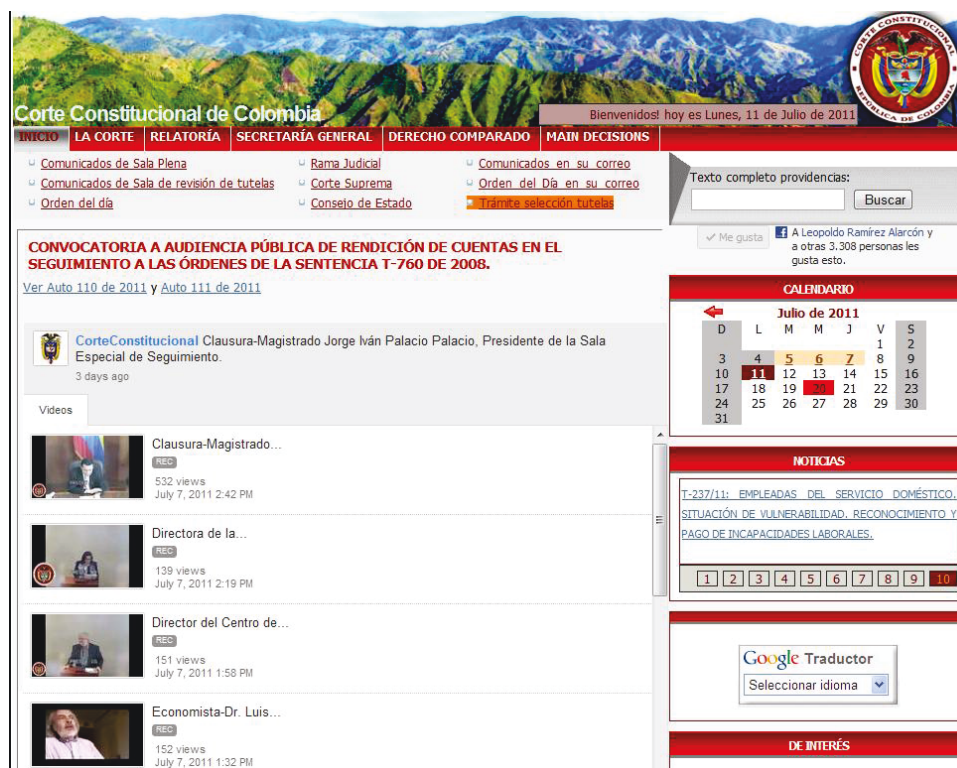 CORTE CONSTITUCIONAL
REPÚBLICA DE COLOMBIA
Corte Constitucional de Colombia
Bienvenidos! hoy es Lunes, 11 de Julio de 2011
INICIO LA CORTE RELATORÍA SECRETARÍA GENERAL DERECHO COMPARADO MAIN DECISIONS
Comunicados de Sala Plena
Comunicados de Sala de revisión de tutelas
Orden del día
Rama Judicial
Corte Suprema
Consejo de Estado
Comunicados en su correo
Orden del Día en su correo
Trámite selección tutelas
Texto completo providencias:
Buscar
Me gusta
A Leopoldo Ramírez Alarcón y
a otras 3.308 personas les
gusta esto.
CONVOCATORIA A AUDIENCIA PÚBLICA DE RENDICIÓN DE CUENTAS EN EL
SEGUIMIENTO A LAS ÓRDENES DE LA SENTENCIA T-760 DE 2008.
Ver Auto 110 de 2011 y Auto 111 de 2011
CorteConstitucional Clausura-Magistrado Jorge Iván Palacio Palacio, Presidente de la Sala
Especial de Seguimiento.
3 days ago
Videos
Clausura-Magistrado...
REC
532 views
July 7, 2011 2:42 PM
Directora de la...
REC
139 views
July 7, 2011 2:19 PM
Director del Centro de...
REC
151 views
July 7, 2011 1:58 PM
Economista-Dr. Luis...
REC
152 views
July 7, 2011 1:32 PM
CALENDARIO
Julio de 2011
D L M M J V S
1 2
3 4 5 6 7 8 9
10 11 12 13 14 15 16
17 18 19 20 21 22 23
24 25 26 27 28 29 30
31
NOTICIAS
T-237/11: EMPLEADAS DEL SERVICIO DOMÉSTICO.
SITUACIÓN DE VULNERABILIDAD. RECONOCIMIENTO Y
PAGO DE INCAPACIDADES LABORALES.
1 2 3 4 5 6 7 8 9 10
Google Traductor
Seleccionar idioma
DE INTERÉS